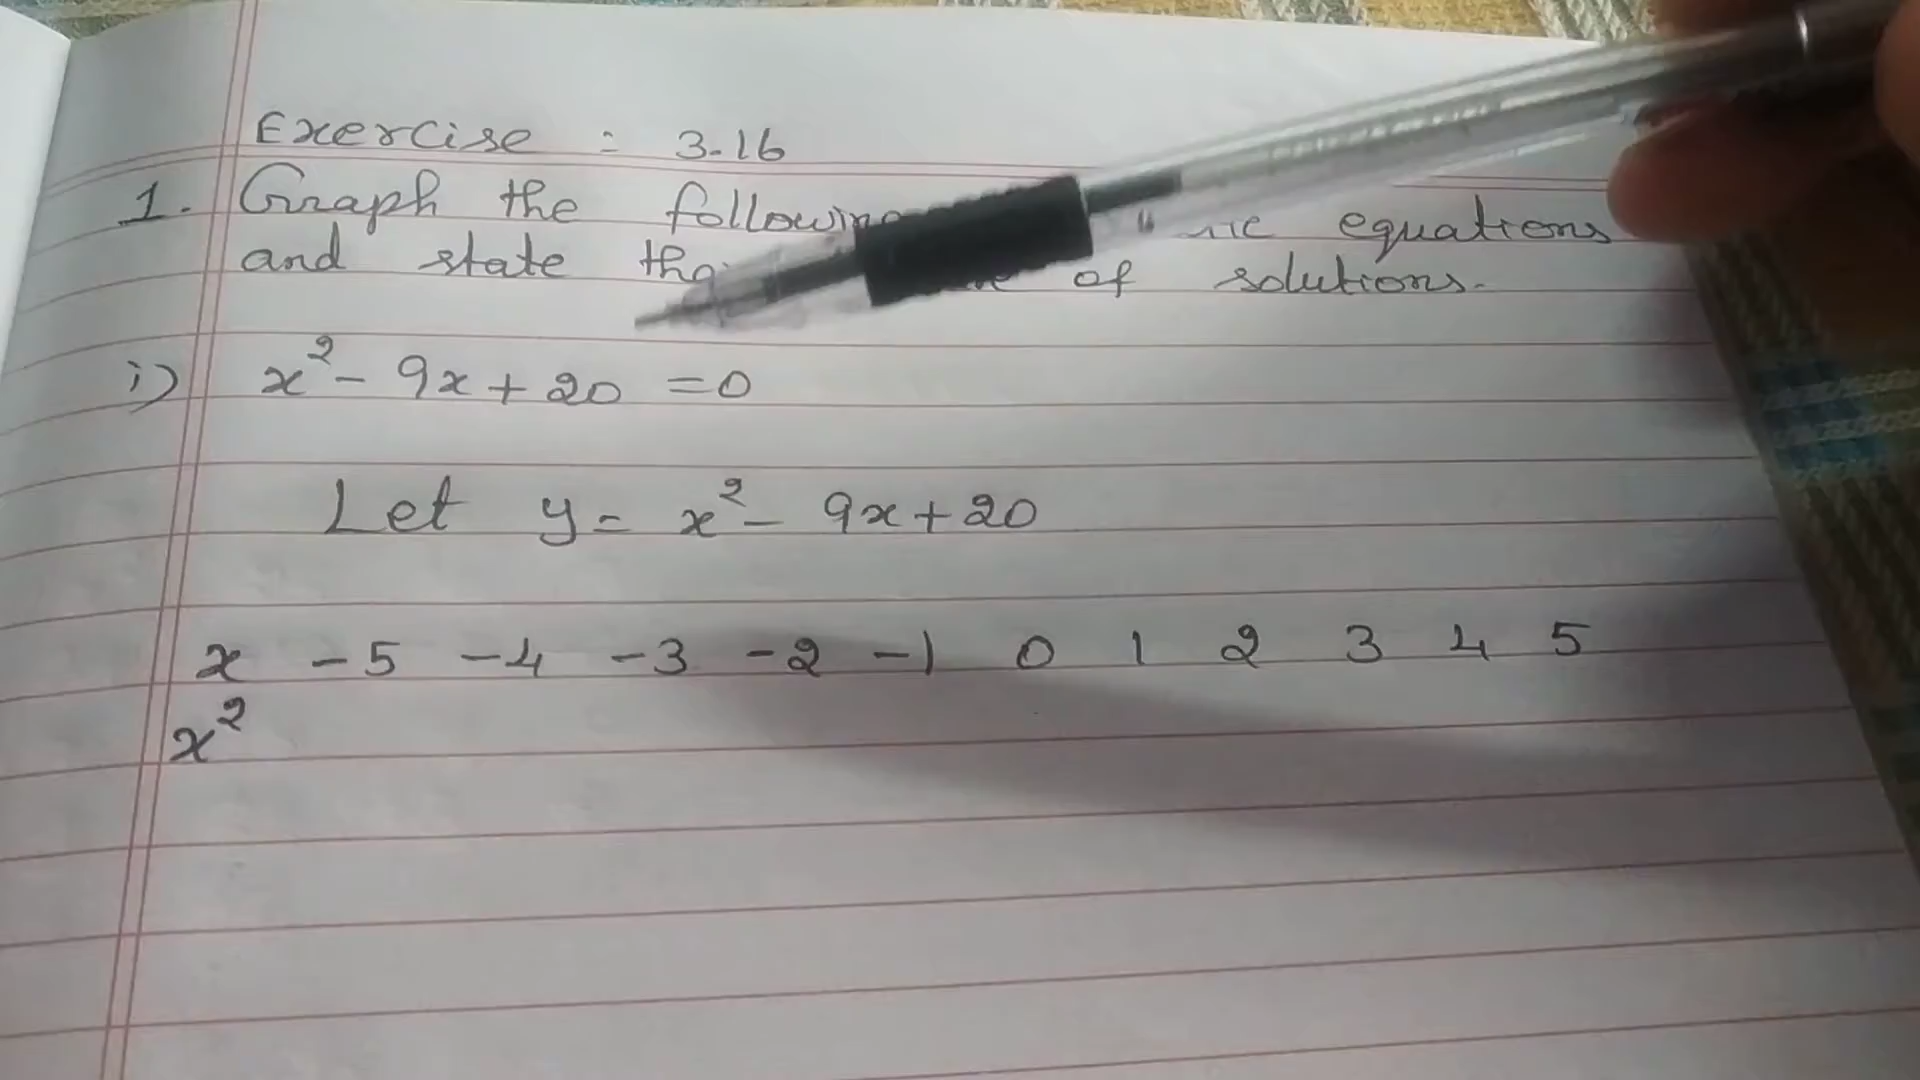 Exercise : 3.16
1. Graph the following equations
and state of solutions.
i) x² - 9x + 20 = 0
Let y = x² - 9x + 20
x -5 -4 -3 -2 -1 0 1 2 3 4 5
x²